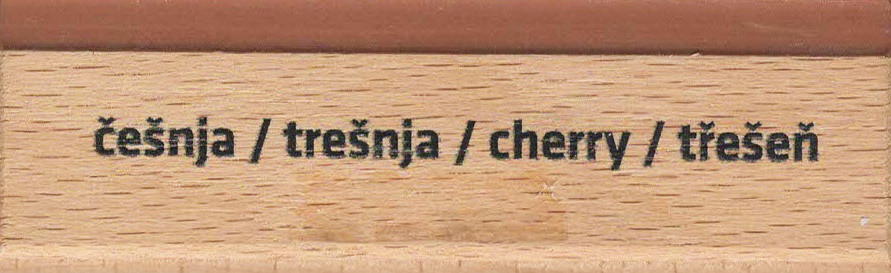 češnja / trešnja / cherry / třešeň